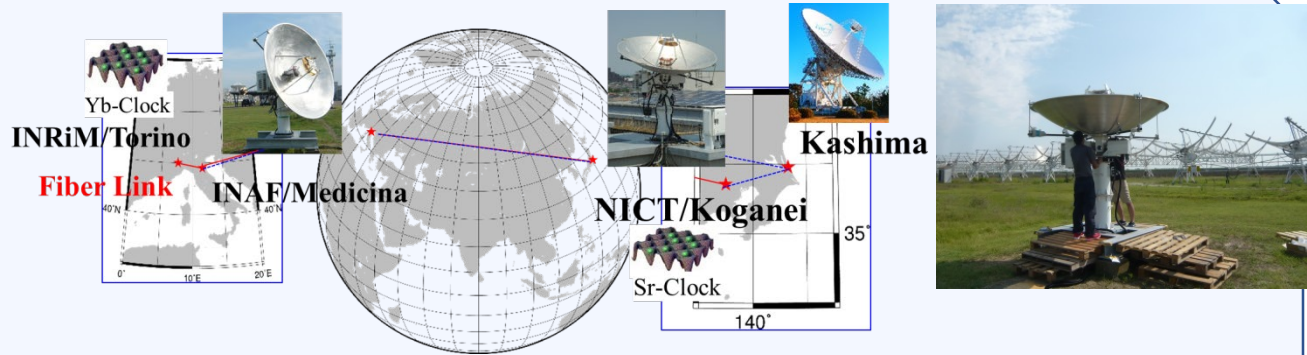 Yb-Clock
INRiM/Torino
Fiber Link
INAF/Medicina
40˚N
40˚N
0˚
10˚E
20˚E
Kashima
NICT/Koganei
35˚
Sr-Clock
140˚